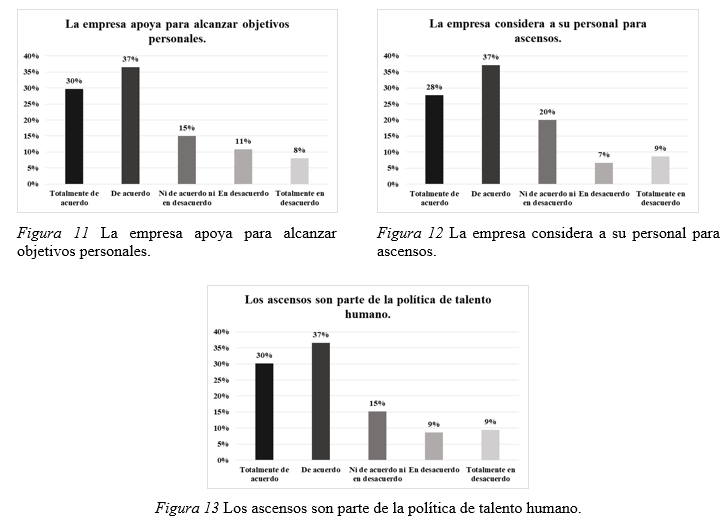 La empresa apoya para alcanzar objetivos
personales.
40%
35%
30%
25%
20%
15%
10%
5%
0%
30%
37%
15%
11%
8%
Totalmente de
acuerdo
De acuerdo
Ni de acuerdo ni
en desacuerdo
En desacuerdo
Totalmente en
desacuerdo
Figura 11 La empresa apoya para alcanzar
objetivos personales.
La empresa considera a su personal para
ascensos.
40%
35%
30%
25%
20%
15%
10%
5%
0%
28%
37%
20%
7%
9%
Totalmente de
acuerdo
De acuerdo
Ni de acuerdo ni
en desacuerdo
En desacuerdo
Totalmente en
desacuerdo
Figura 12 La empresa considera a su personal para
ascensos.
Los ascensos son parte de la política de talento
humano.
40%
35%
30%
25%
20%
15%
10%
5%
0%
30%
37%
15%
9%
9%
Totalmente de
acuerdo
De acuerdo
Ni de acuerdo ni
en desacuerdo
En desacuerdo
Totalmente en
desacuerdo
Figura 13 Los ascensos son parte de la política de talento humano.